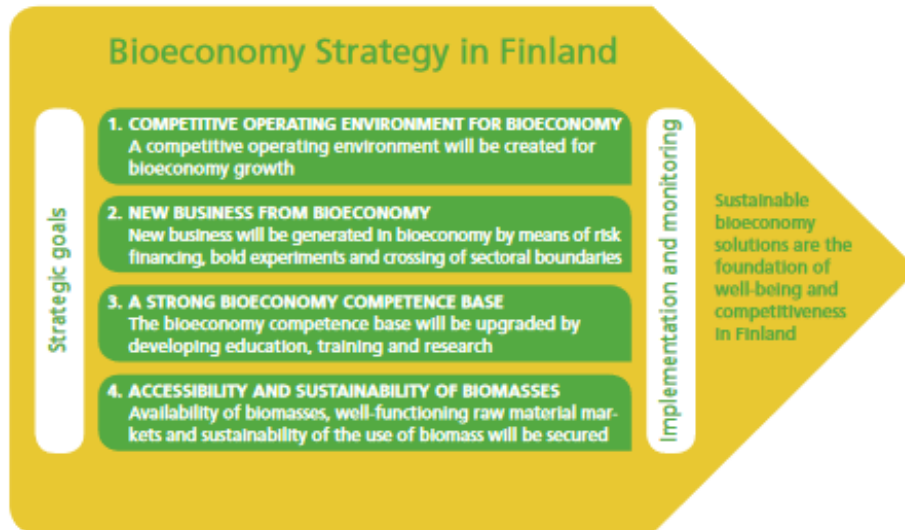 Bioeconomy Strategy in Finland
Strategic goals
1. COMPETITIVE OPERATING ENVIRONMENT FOR BIOECONOMY
A competitive operating environment will be created for
bioeconomy growth
2. NEW BUSINESS FROM BIOECONOMY
New business will be generated in bioeconomy by means of risk
financing, bold experiments and crossing of sectoral boundaries
3. A STRONG BIOECONOMY COMPETENCE BASE
The bioeconomy competence base will be upgraded by
developing education, training and research
4. ACCESSIBILITY AND SUSTAINABILITY OF BIOMASSES
Availability of biomasses, well-functioning raw material mar-
kets and sustainability of the use of biomass will be secured
Implementation and monitoring
Sustainable
bioeconomy
solutions are the
foundation of
well-being and
competitiveness
in Finland